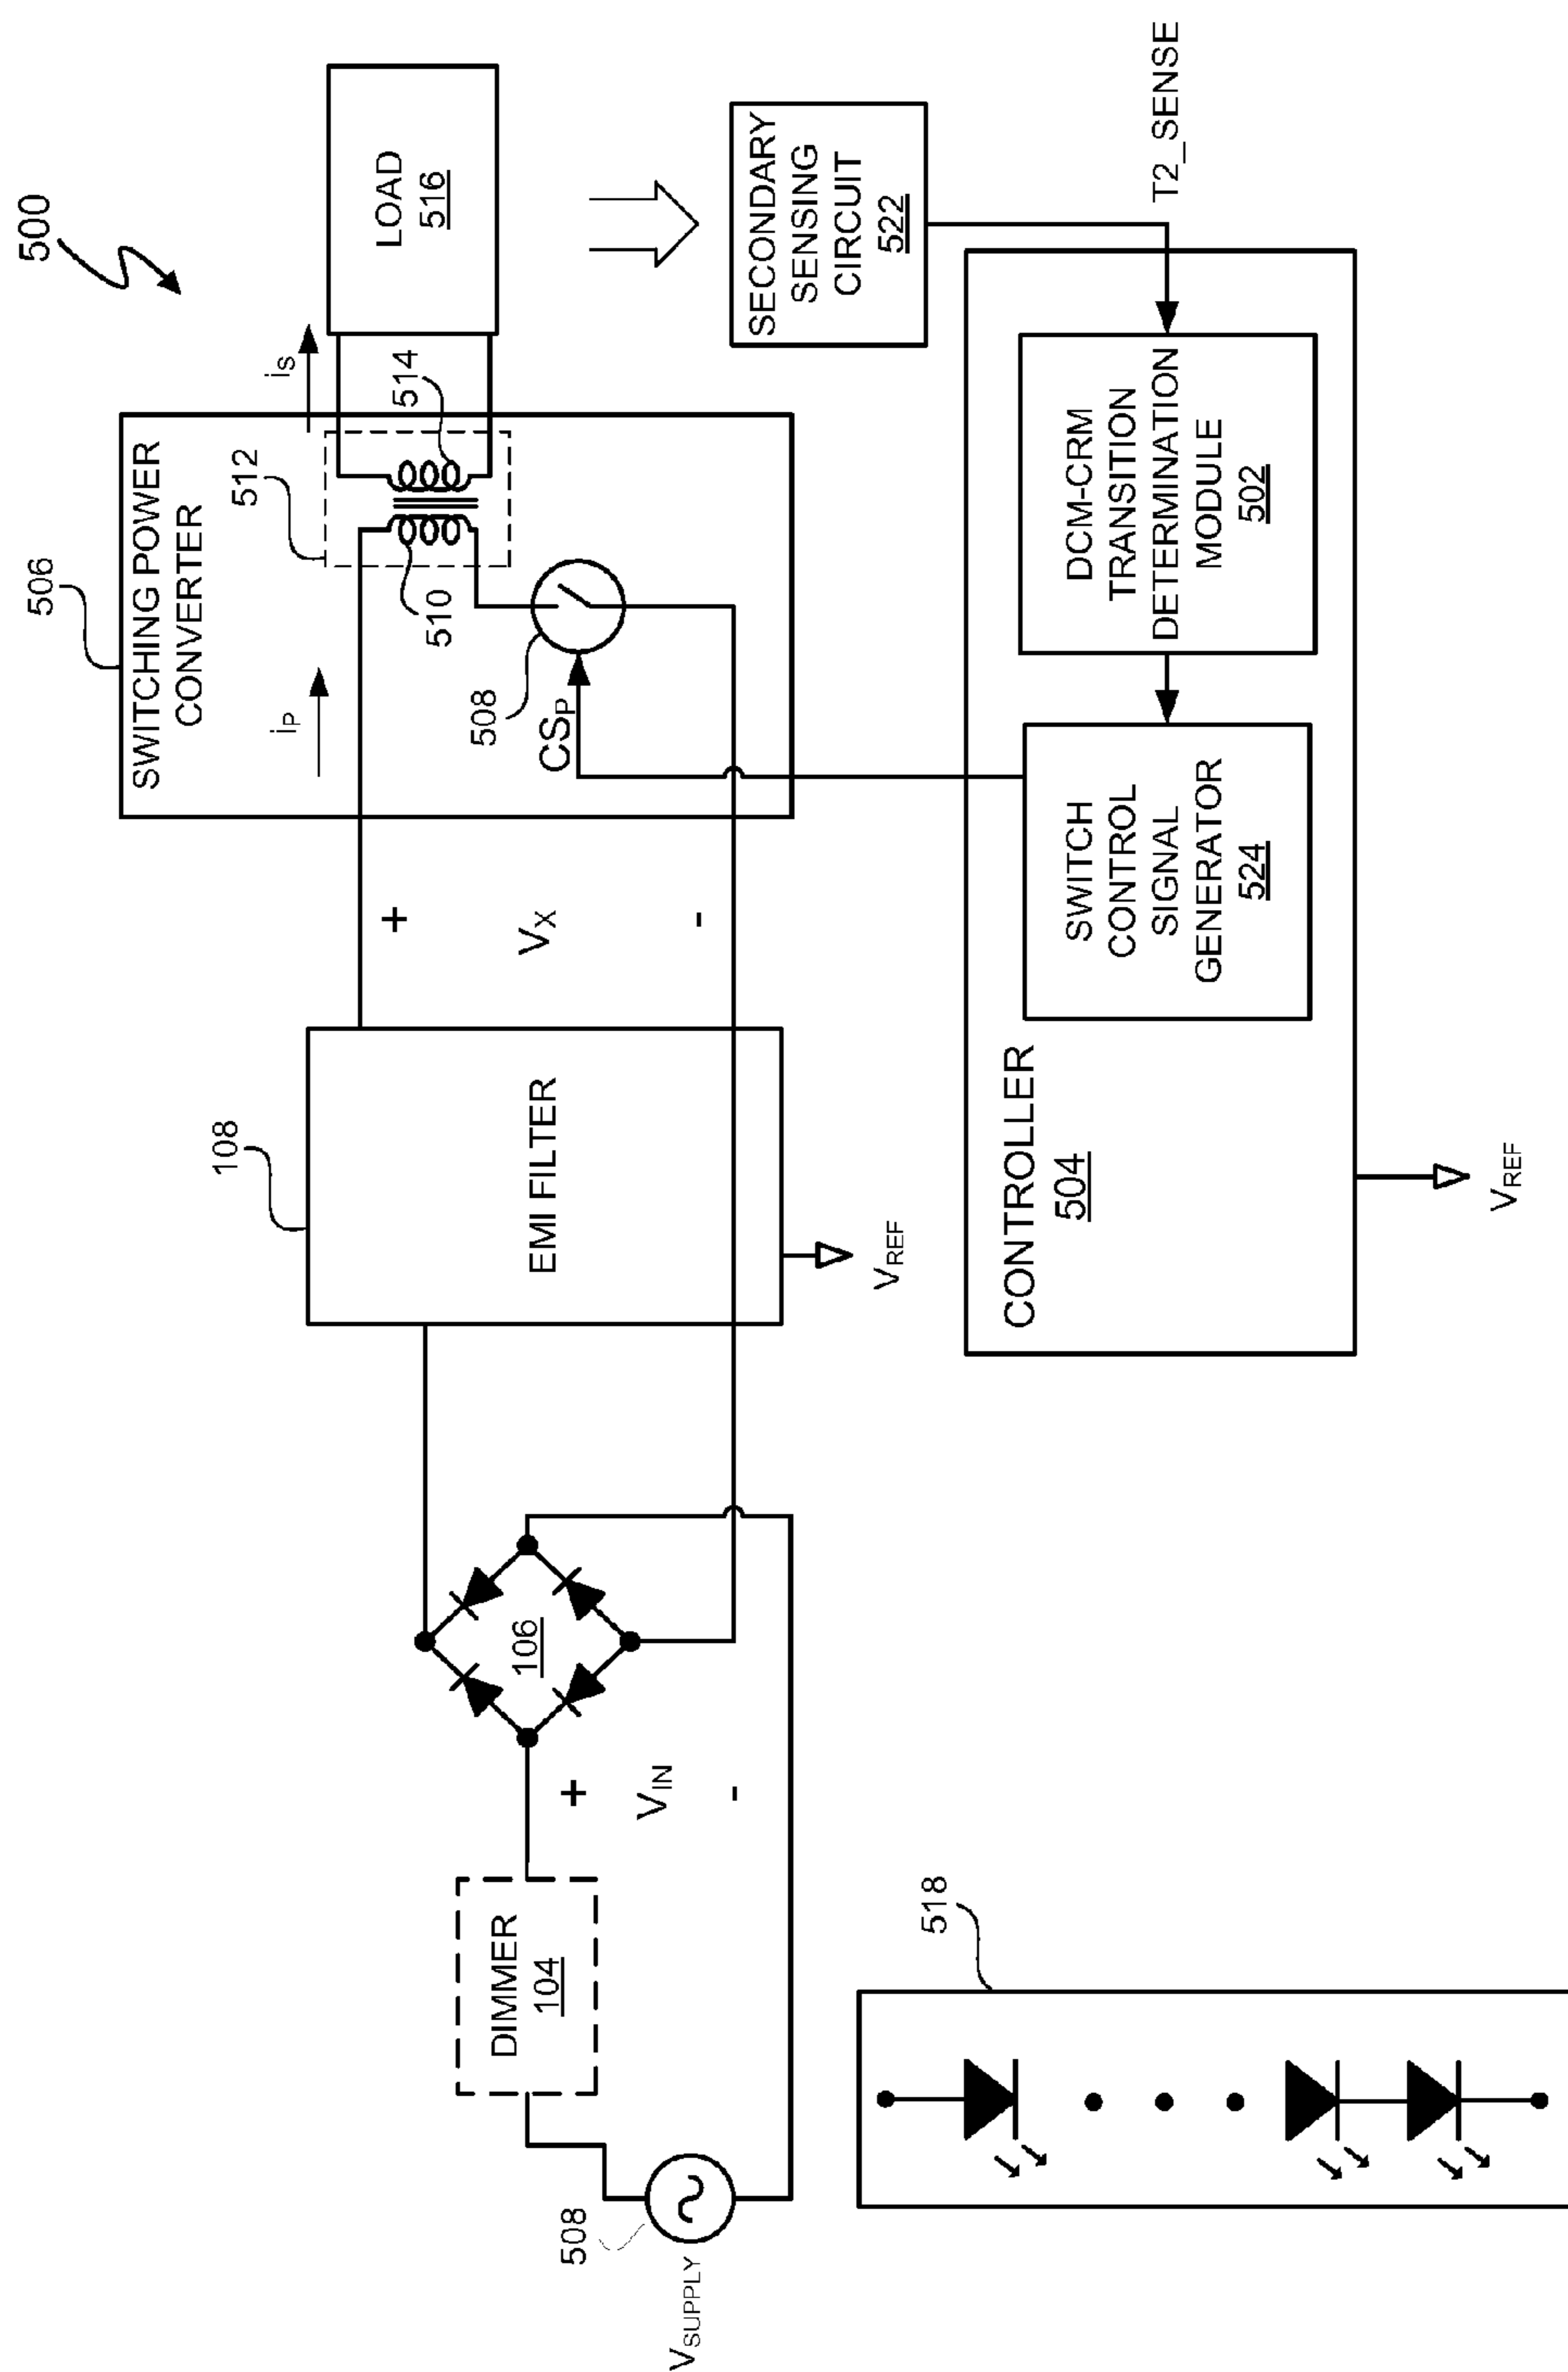 500
506
SWITCHING POWER
CONVERTER
512
iP
iS
514
510
508
CSP
LOAD
516
108
EMI FILTER
VREF
+
VX
-
106
DIMMER
104
+
VIN
-
508
VSUPPLY
SECONDARY
SENSING
CIRCUIT
522
T2_SENSE
CONTROLLER
504
SWITCH
CONTROL
SIGNAL
GENERATOR
524
DCM-CRM
TRANSITION
DETERMINATION
MODULE
502
VREF
518